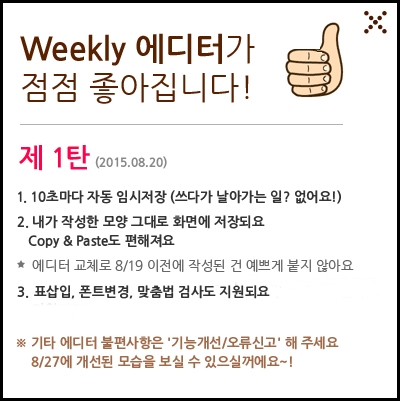 Weekly 에디터가
점점 좋아집니다!
제 1탄 (2015.08.20)
1. 10초마다 자동 임시저장 (쓰다가 날아가는 일? 없어요!)
2. 내가 작성한 모양 그대로 화면에 저장되요
Copy & Paste도 편해져요
★ 에디터 교체로 8/19 이전에 작성된 건 예쁘게 붙지 않아요
3. 표삽입, 폰트변경, 맞춤법 검사도 지원되요
※ 기타 에디터 불편사항은 '기능개선/오류신고' 해 주세요
8/27에 개선된 모습을 보실 수 있으실꺼에요~!